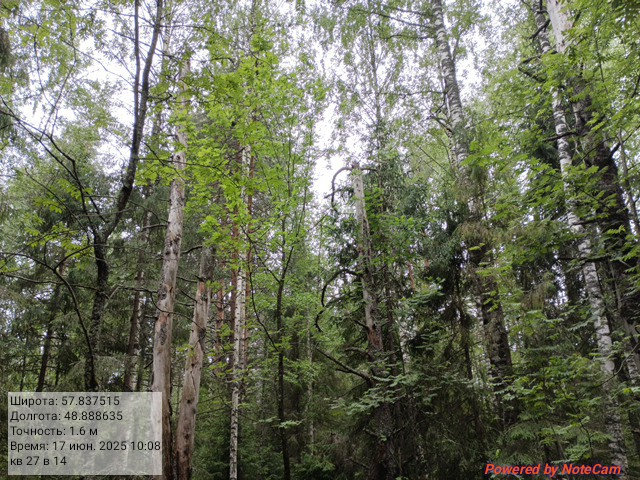 Широта: 57.837515
Долгота: 48.888635
Точность: 1.6 м
Время: 17 июн. 2025 10:08
кв 27 в 14
Powered by NoteCam